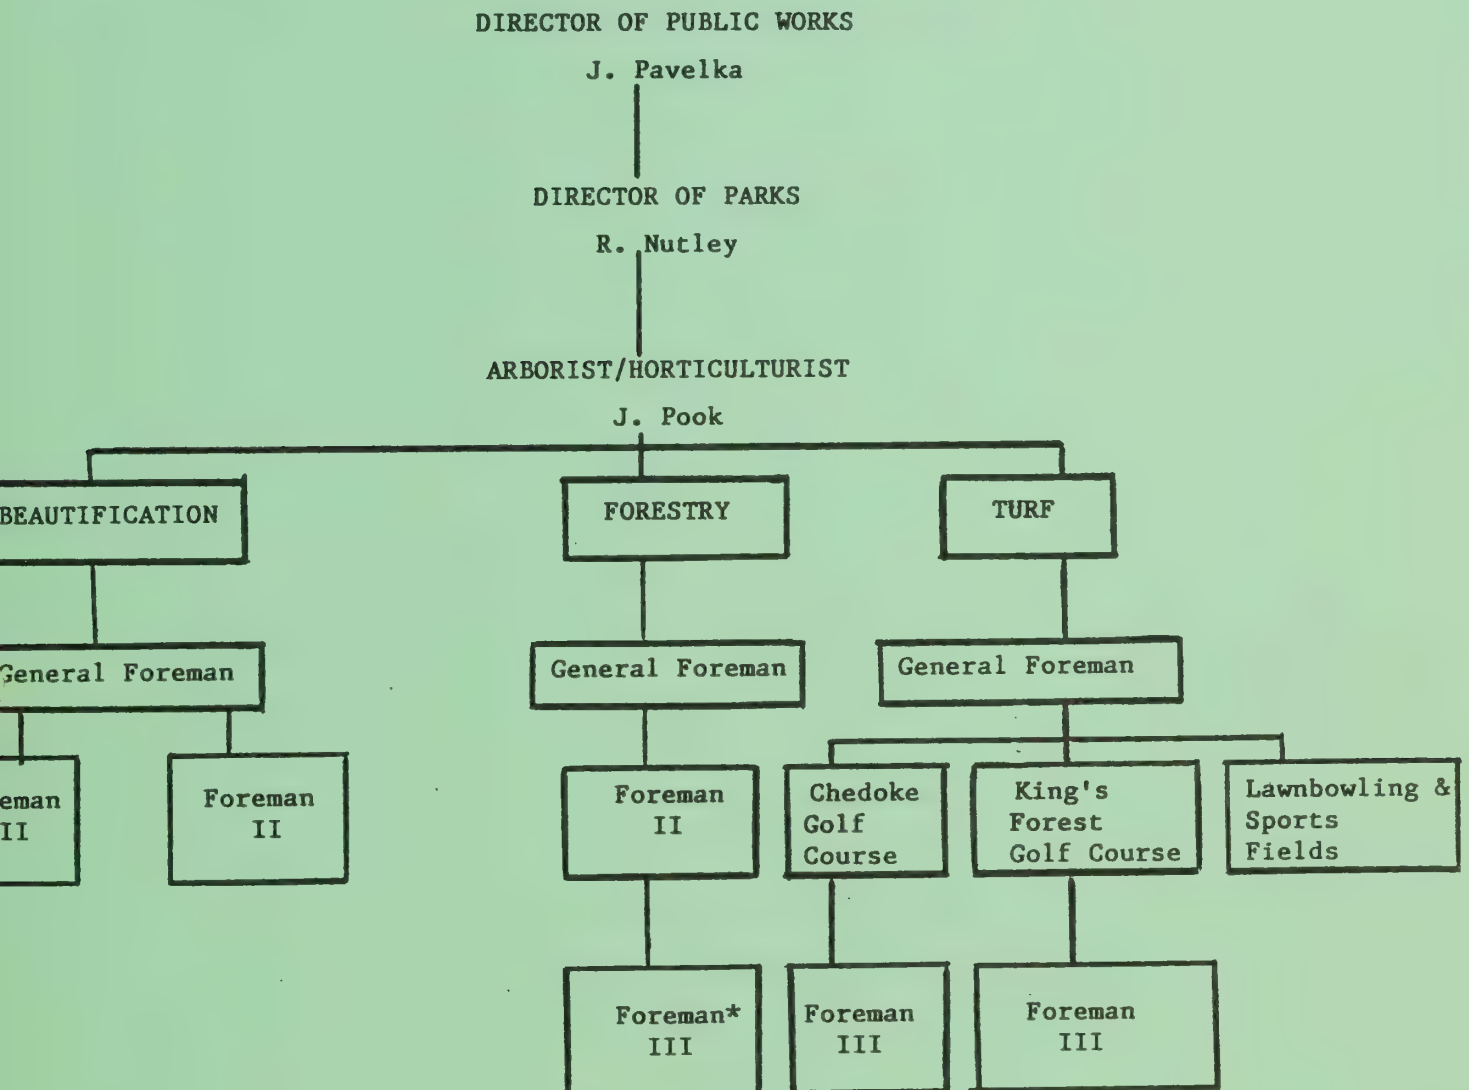 DIRECTOR OF PUBLIC WORKS
J. Pavelka
DIRECTOR OF PARKS
R. Nutley
ARBORIST/HORTICULTURIST
J. Pook
BEAUTIFICATION
FORESTRY
TURF
General Foreman
General Foreman
General Foreman
eman
II
Foreman
II
Foreman
II
Chedoke
Golf
Course
King's
Forest
Golf Course
Lawnbowling &
Sports
Fields
Foreman*
III
Foreman
III
Foreman
III